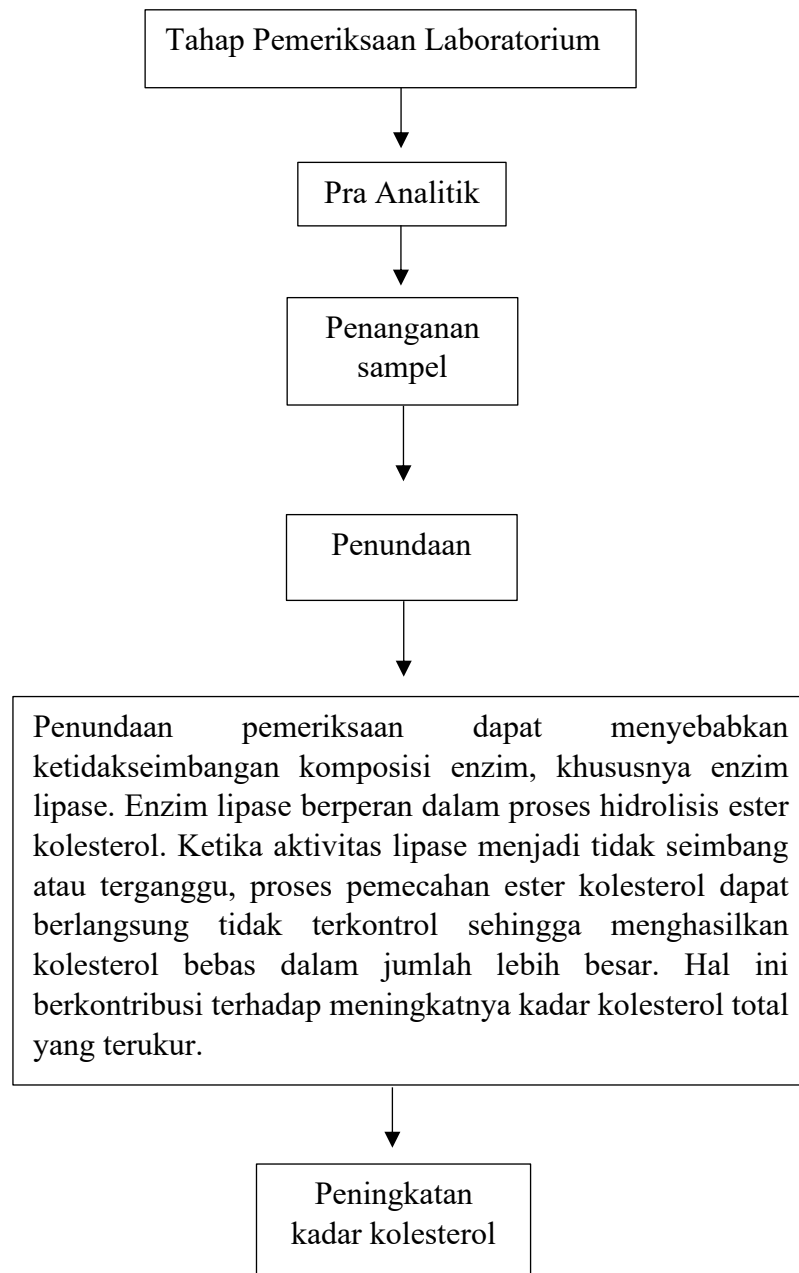 Tahap Pemeriksaan Laboratorium
Pra Analitik
Penanganan
sampel
Penundaan
Penundaan pemeriksaan dapat menyebabkan
ketidakseimbangan komposisi enzim, khususnya enzim
lipase. Enzim lipase berperan dalam proses hidrolisis ester
kolesterol. Ketika aktivitas lipase menjadi tidak seimbang
atau terganggu, proses pemecahan ester kolesterol dapat
berlangsung tidak terkontrol sehingga menghasilkan
kolesterol bebas dalam jumlah lebih besar. Hal ini
berkontribusi terhadap meningkatnya kadar kolesterol total
yang terukur.
Peningkatan
kadar kolesterol